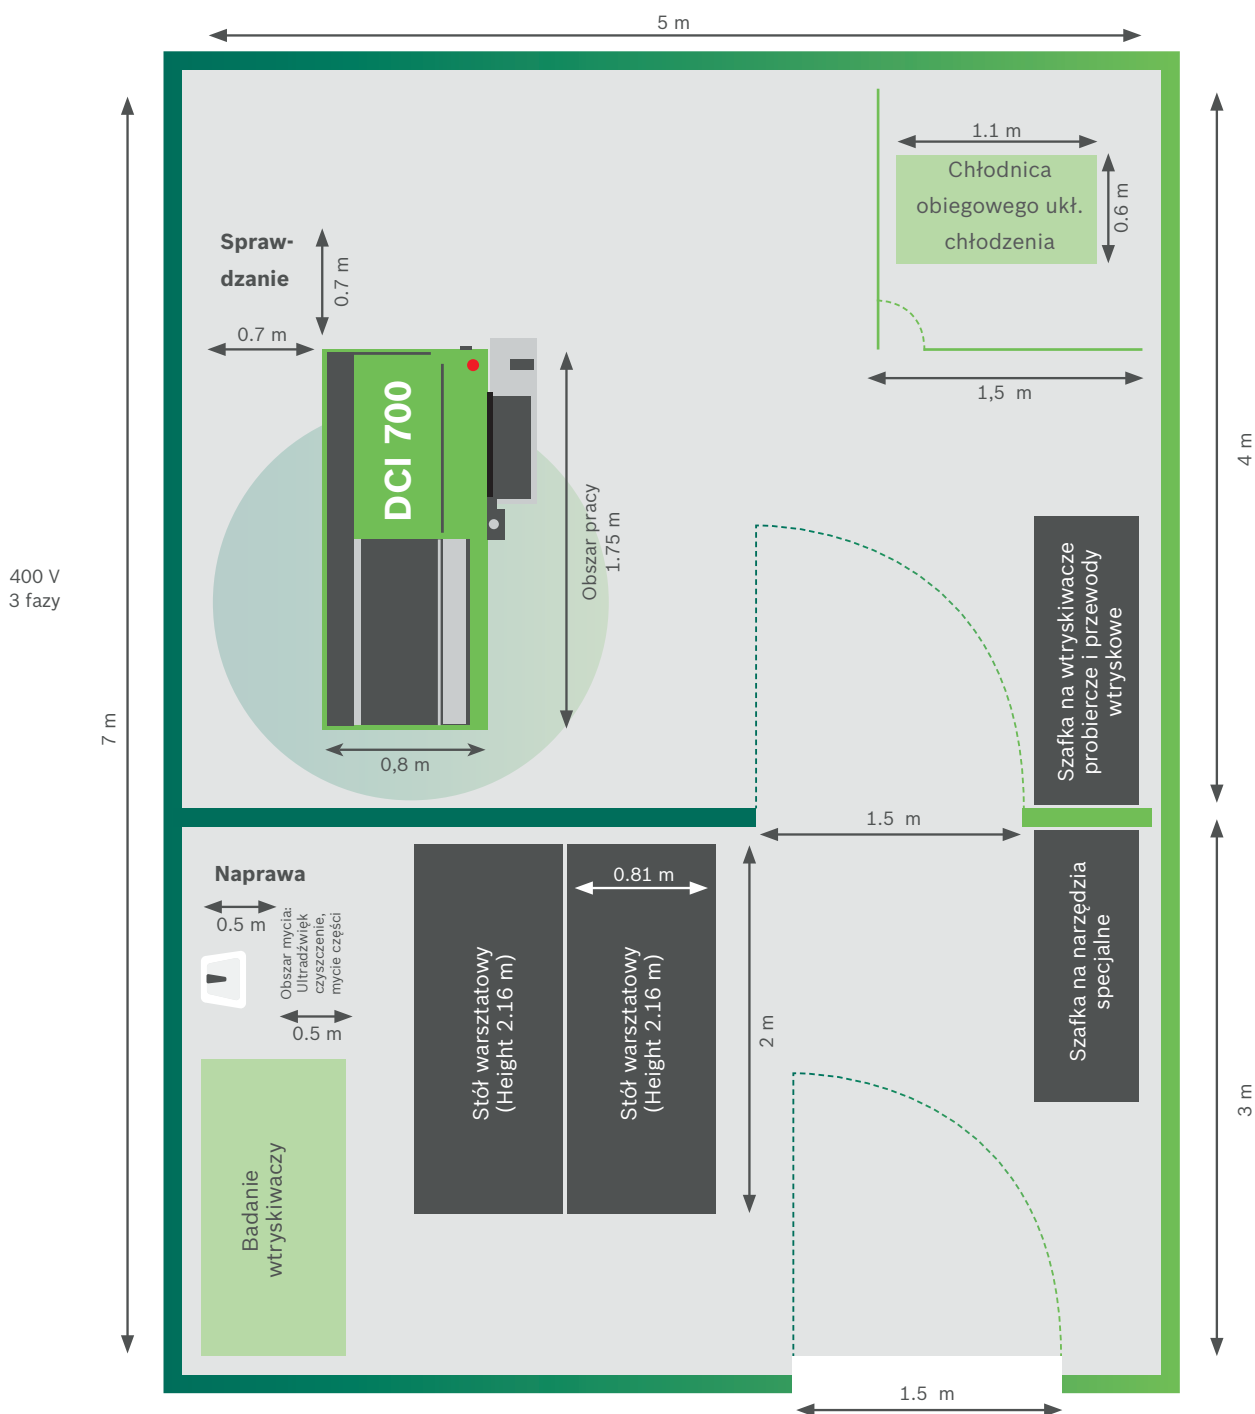 5 m
1.1 m
Chłodnica
obiegowego ukł.
chłodzenia
0.6 m
Spraw-
dzanie
0.7 m
0.7 m
1,5 m
DCI 700
Obszar pracy
1.75 m
4 m
400 V
3 fazy
Szafka na wtryskiwacze
probiercze i przewody
wtryskowe
7 m
0,8 m
1.5 m
Naprawa
0.5 m
Obszar mycia:
Ultradźwięk
czyszczenie,
mycie części
0.5 m
0.81 m
Stół warsztatowy
(Height 2.16 m)
Stół warsztatowy
(Height 2.16 m)
2 m
Szafka na narzędzia
specjalne
3 m
Badanie
wtryskiwaczy
1.5 m